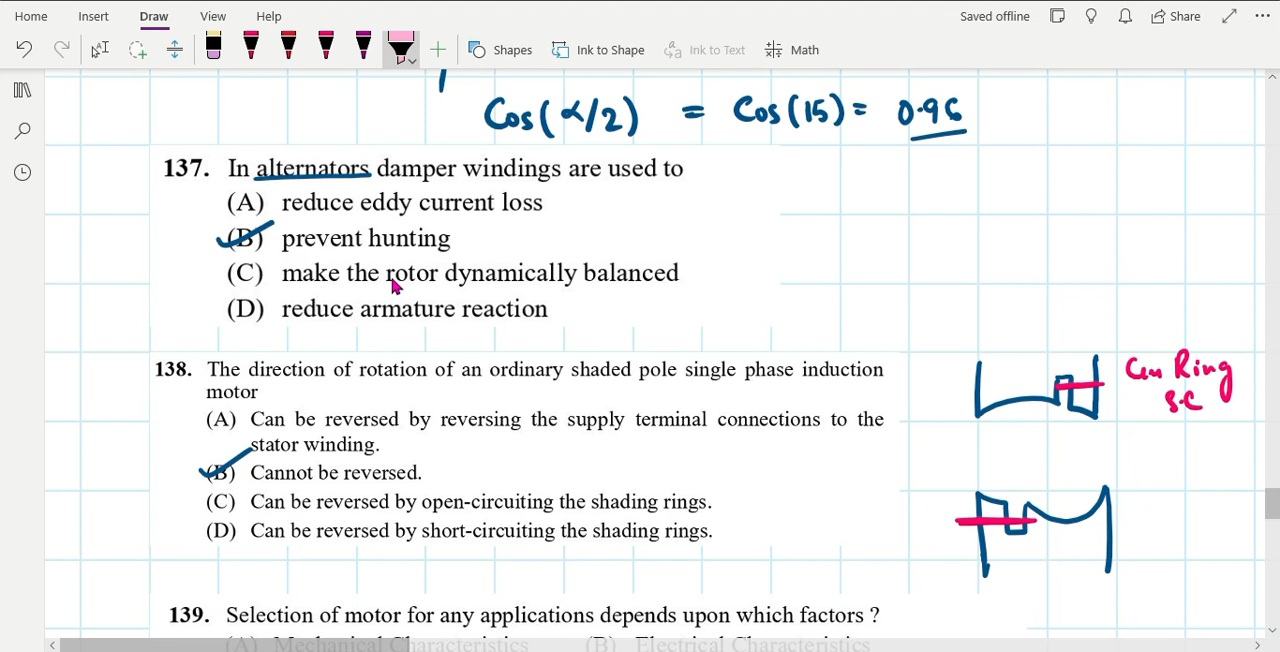 Home Insert Draw View Help Saved offline Share
Shapes Ink to Shape Ink to Text Math
Cos(α/2) = Cos(15) = 0.96
137. In alternators damper windings are used to
(A) reduce eddy current loss
(B) prevent hunting
(C) make the rotor dynamically balanced
(D) reduce armature reaction
138. The direction of rotation of an ordinary shaded pole single phase induction
motor
(A) Can be reversed by reversing the supply terminal connections to the
stator winding.
(B) Cannot be reversed.
(C) Can be reversed by open-circuiting the shading rings.
(D) Can be reversed by short-circuiting the shading rings.
Cu Ring
S.C
139. Selection of motor for any applications depends upon which factors ?
(A) Mechanical Characteristics (B) Electrical Characteristics